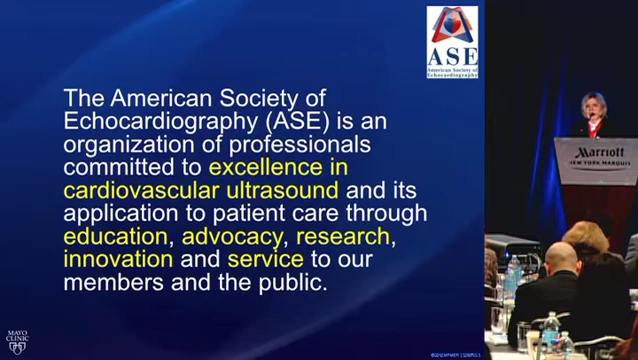 ASE
American Society of
Echocardiography
The American Society of
Echocardiography (ASE) is an
organization of professionals
committed to excellence in
cardiovascular ultrasound and its
application to patient care through
education, advocacy, research,
innovation and service to our
members and the public.
MAYO
CLINIC
Marriott
NEW YORK MARQUIS